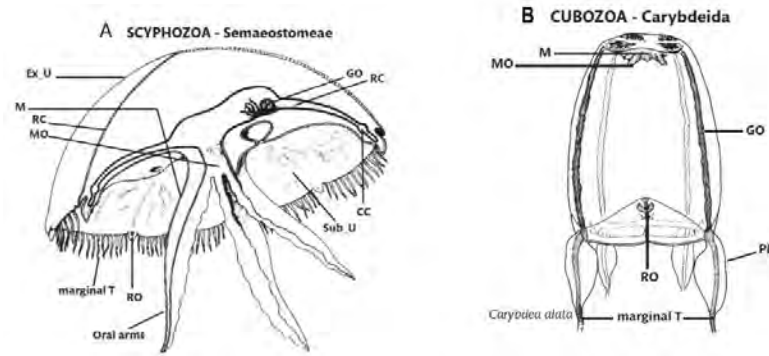 A SCYPHOZOA - Semaeostomeae
Ex_U
M
RC
MO
GO
RC
CC
Sub_U
marginal T
RO
Oral arms
B CUBOZOA - Carybdeida
M
MO
GO
RO
Pl
Carybdea alata
marginal T